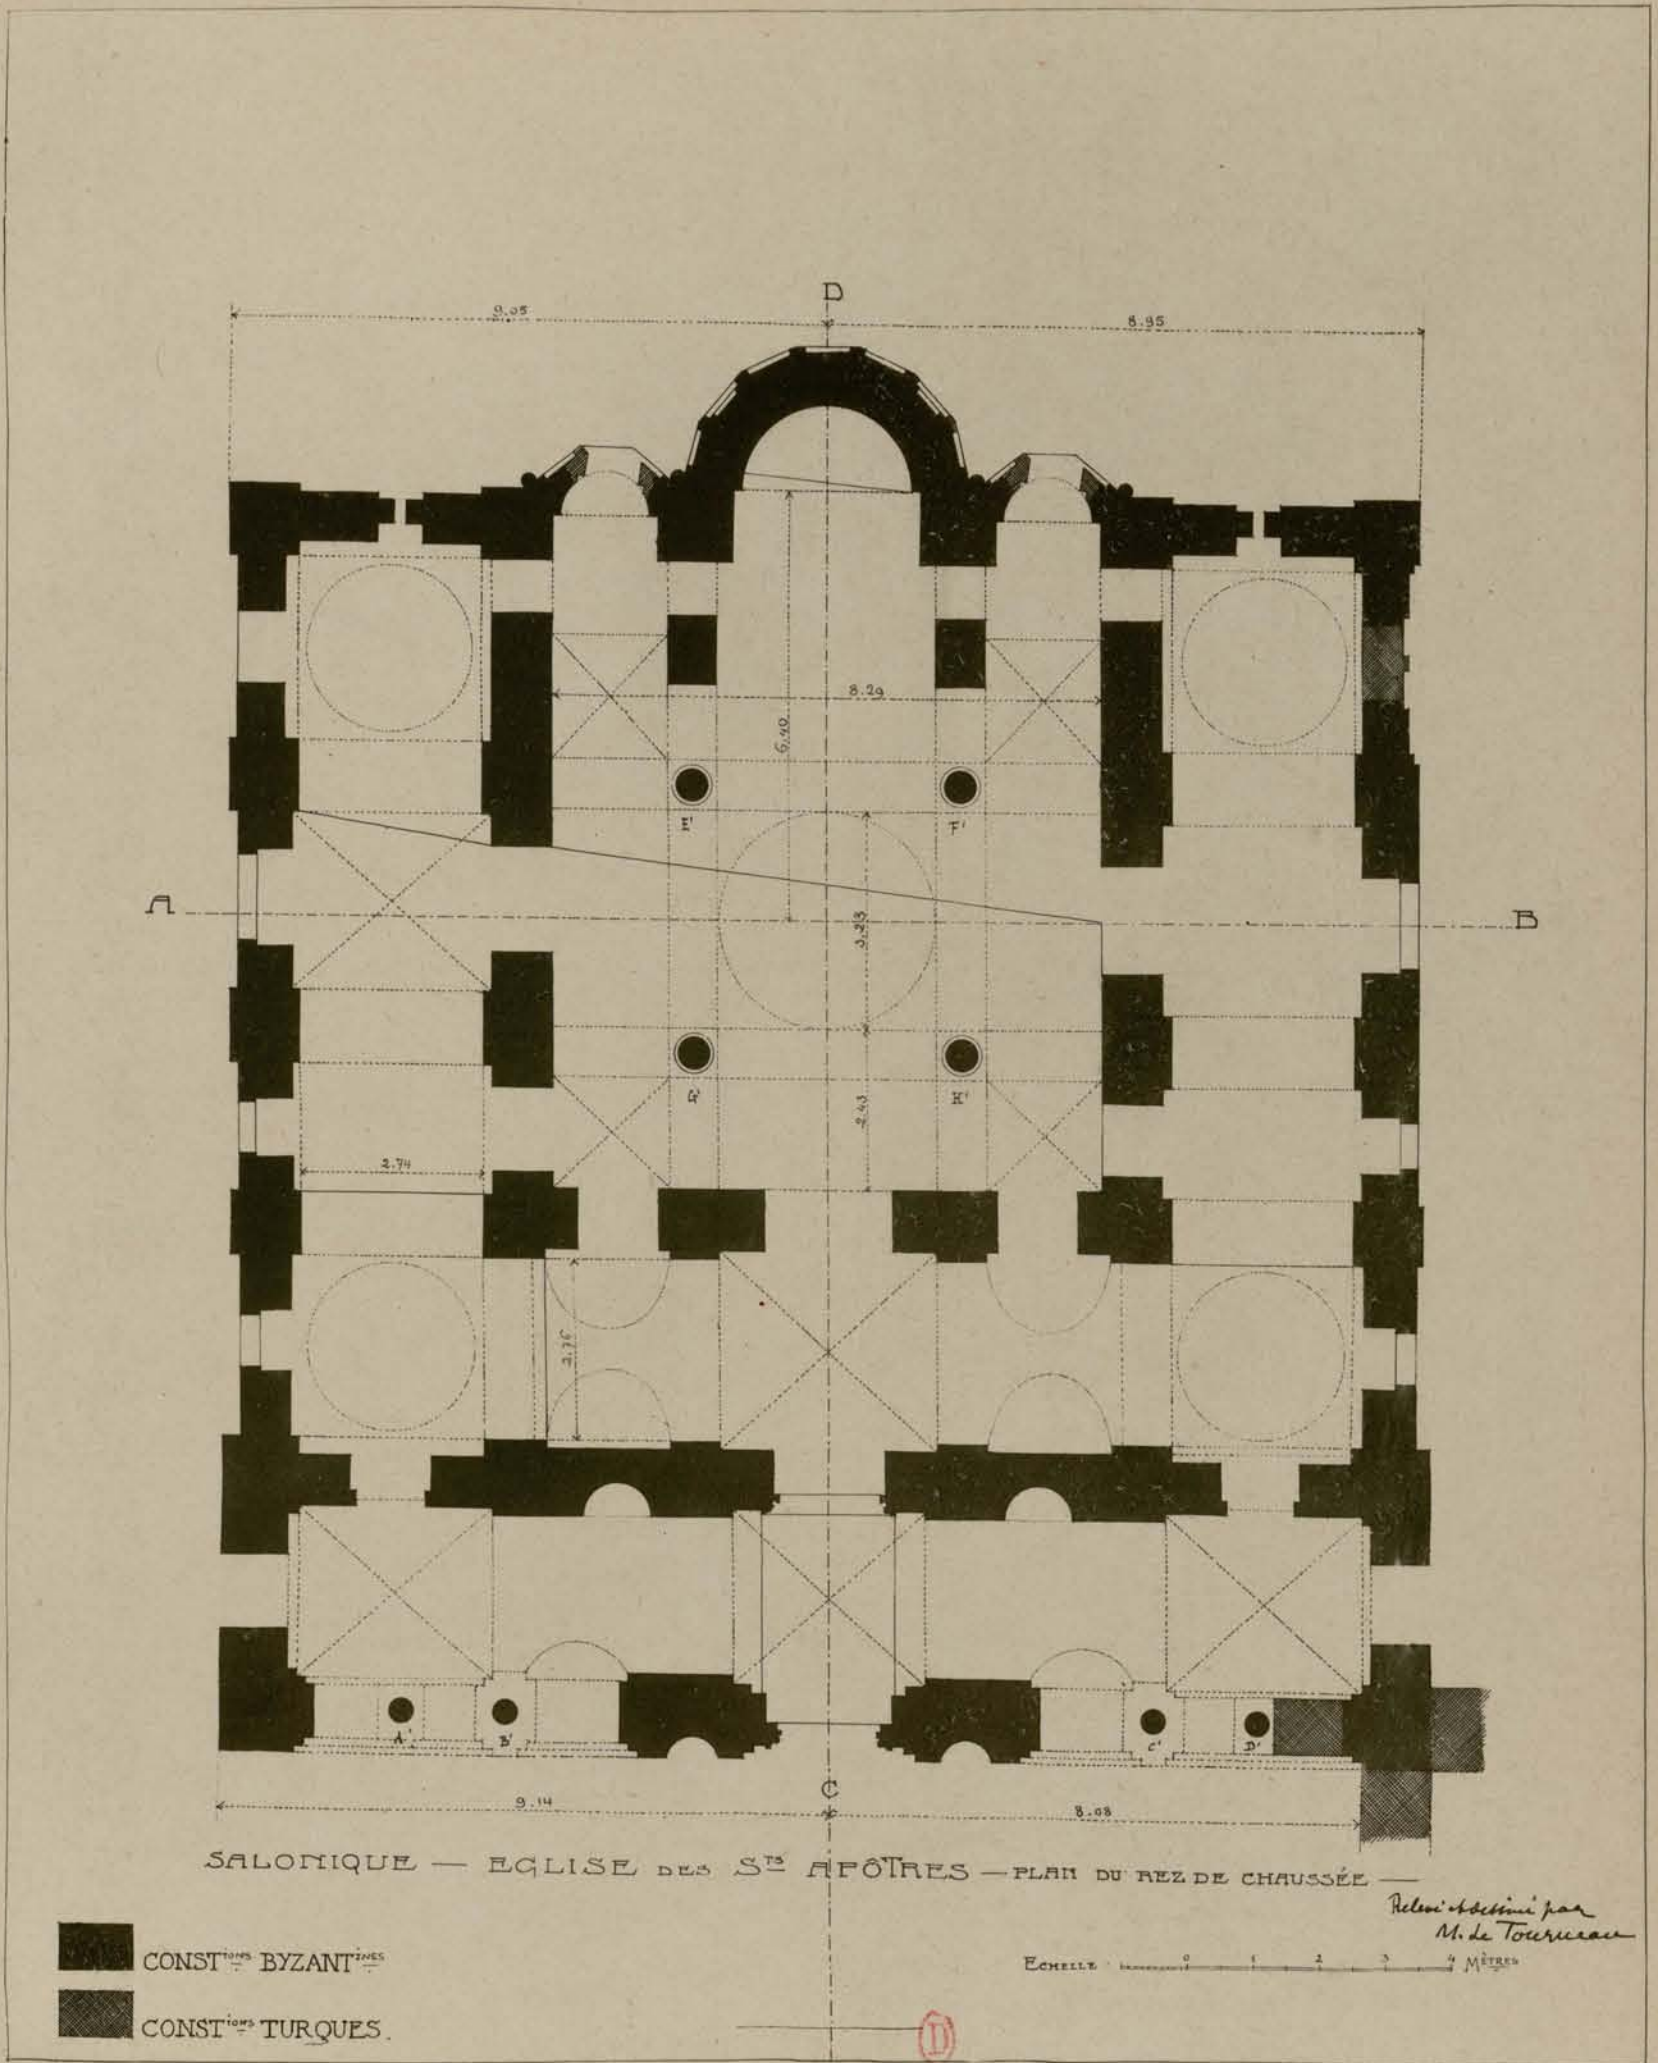 D
9.05
8.95
8.29
6.40
E'
F'
A
B
3.23
G'
H'
2.43
2.74
2.76
A'
B'
C'
D'
C
9.14
8.08
SALONIQUE — EGLISE DES STS APÔTRES — PLAN DU REZ DE CHAUSSÉE —
Relevé et dessiné par
M. Le Tourneau
CONSTIONS BYZANTINES
ECHELLE 0 1 2 3 4 MÈTRES
CONSTIONS TURQUES.
D